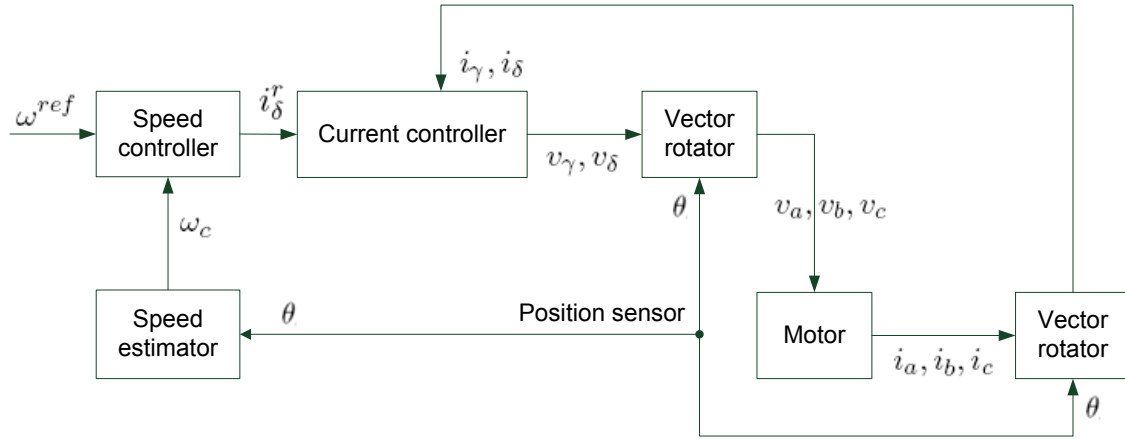 i_γ, i_δ
ω^{ref}
Speed
controller
i_δ^r
Current controller
v_γ, v_δ
Vector
rotator
θ
v_a, v_b, v_c
ω_c
Speed
estimator
θ
Position sensor
Motor
i_a, i_b, i_c
Vector
rotator
θ